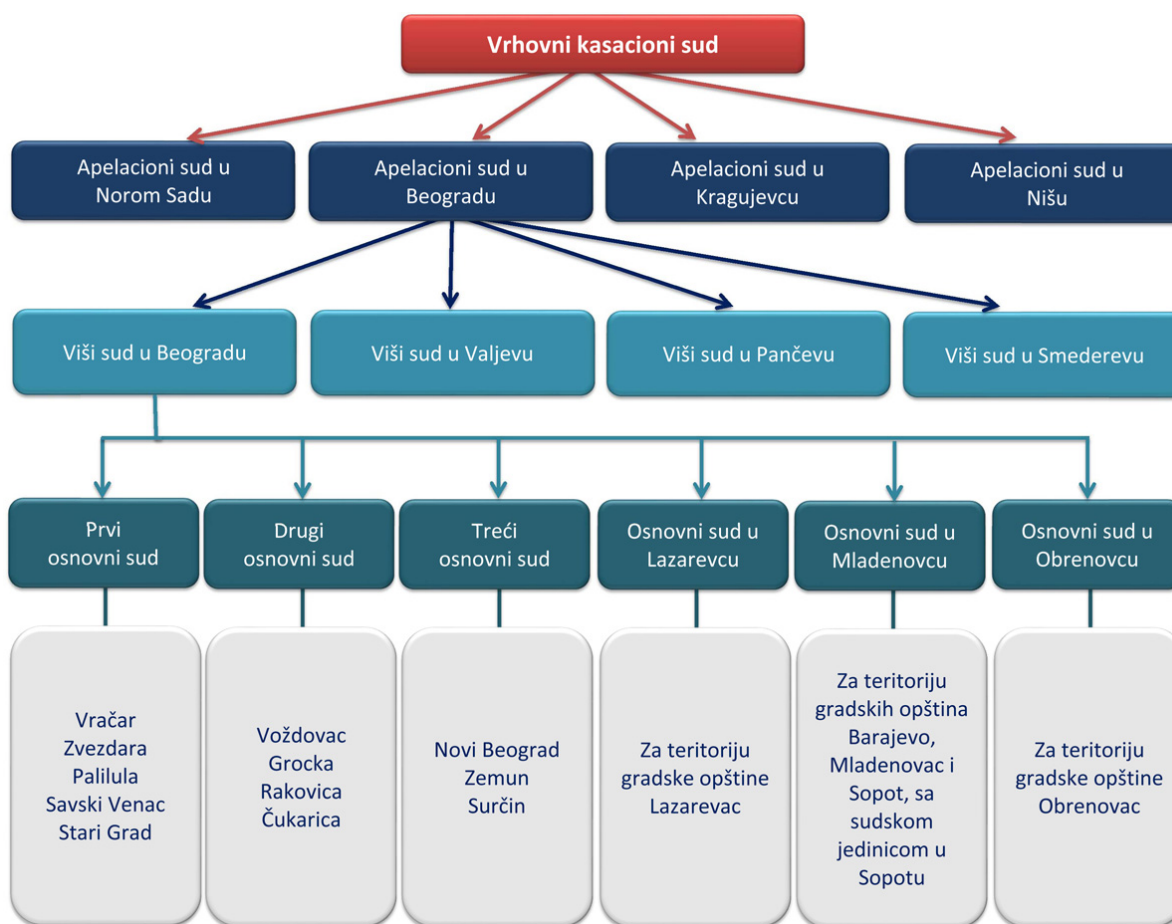 Vrhovni kasacioni sud
Apelacioni sud u
Norom Sadu
Apelacioni sud u
Beogradu
Apelacioni sud u
Kragujevcu
Apelacioni sud u
Nišu
Viši sud u Beogradu
Viši sud u Valjevu
Viši sud u Pančevu
Viši sud u Smederevu
Prvi
osnovni sud
Drugi
osnovni sud
Treći
osnovni sud
Osnovni sud u
Lazarevcu
Osnovni sud u
Mladenovcu
Osnovni sud u
Obrenovcu
Vračar
Zvezdara
Palilula
Savski Venac
Stari Grad
Voždovac
Grocka
Rakovica
Čukarica
Novi Beograd
Zemun
Surčin
Za teritoriju
gradske opštine
Lazarevac
Za teritoriju
gradskih opština
Barajevo,
Mladenovac i
Sopot, sa
sudskom
jedinicom u
Sopotu
Za teritoriju
gradske opštine
Obrenovac